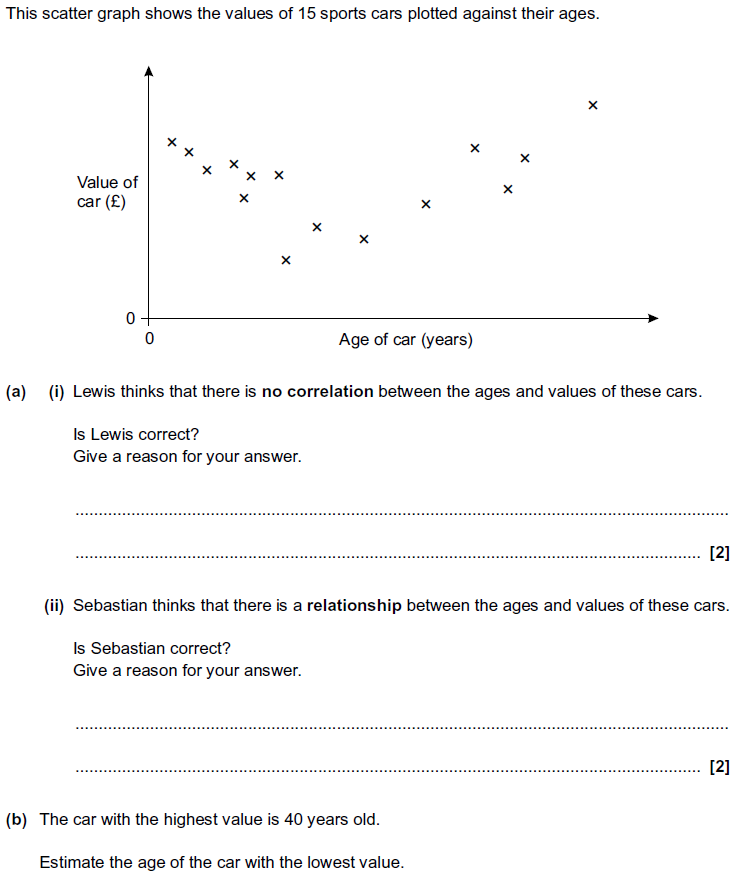 This scatter graph shows the values of 15 sports cars plotted against their ages.
Value of
car (£)
0
0
Age of car (years)
(a) (i) Lewis thinks that there is no correlation between the ages and values of these cars.
Is Lewis correct?
Give a reason for your answer.
..........................................................................................................................................
.................................................................................................................................... [2]
(ii) Sebastian thinks that there is a relationship between the ages and values of these cars.
Is Sebastian correct?
Give a reason for your answer.
..........................................................................................................................................
.................................................................................................................................... [2]
(b) The car with the highest value is 40 years old.
Estimate the age of the car with the lowest value.